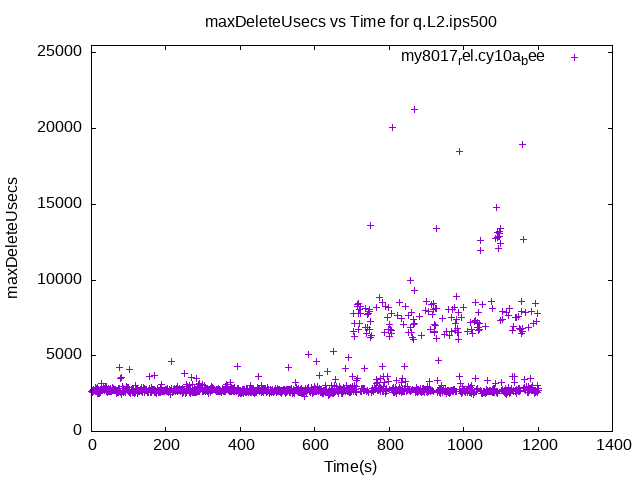 maxDeleteUsecs vs Time for q.L2.ips500
my8017rel.cy10abee
25000
20000
15000
10000
5000
0
maxDeleteUsecs
0 200 400 600 800 1000 1200 1400
Time(s)